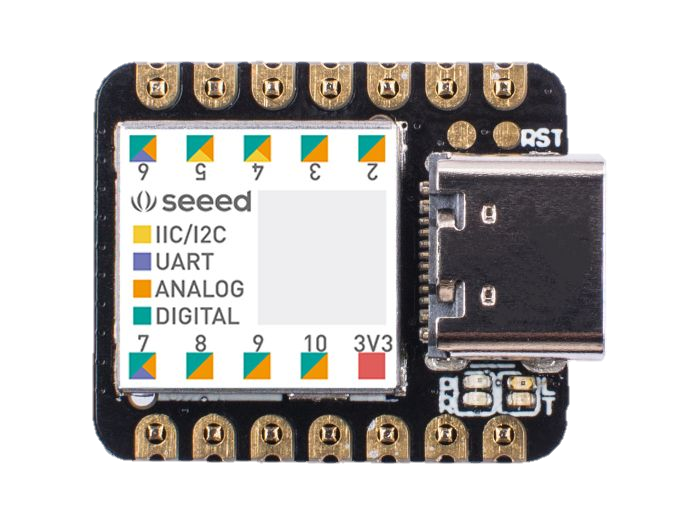 RST
6 5 4 3 2
seeed
IIC/I2C
UART
ANALOG
DIGITAL
7 8 9 10 3V3
P L
R T